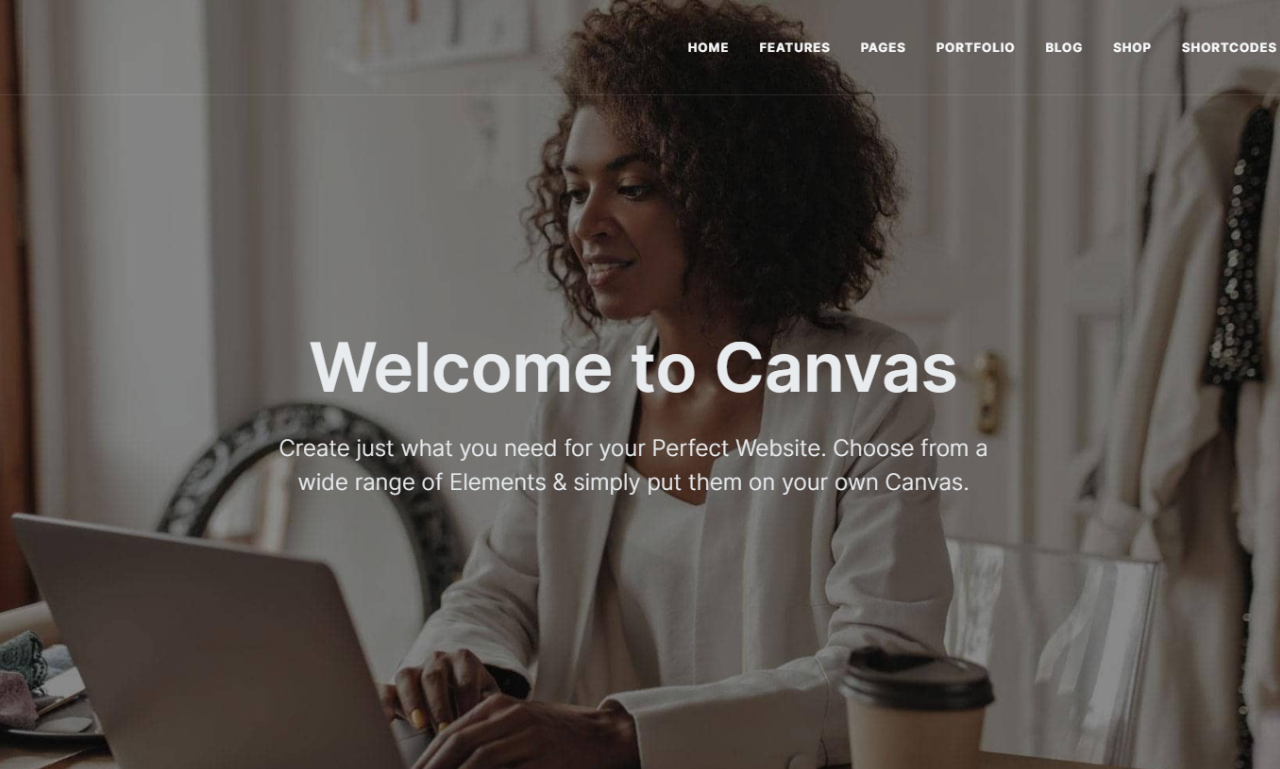 HOME FEATURES PAGES PORTFOLIO BLOG SHOP SHORTCODES
Welcome to Canvas
Create just what you need for your Perfect Website. Choose from a
wide range of Elements & simply put them on your own Canvas.